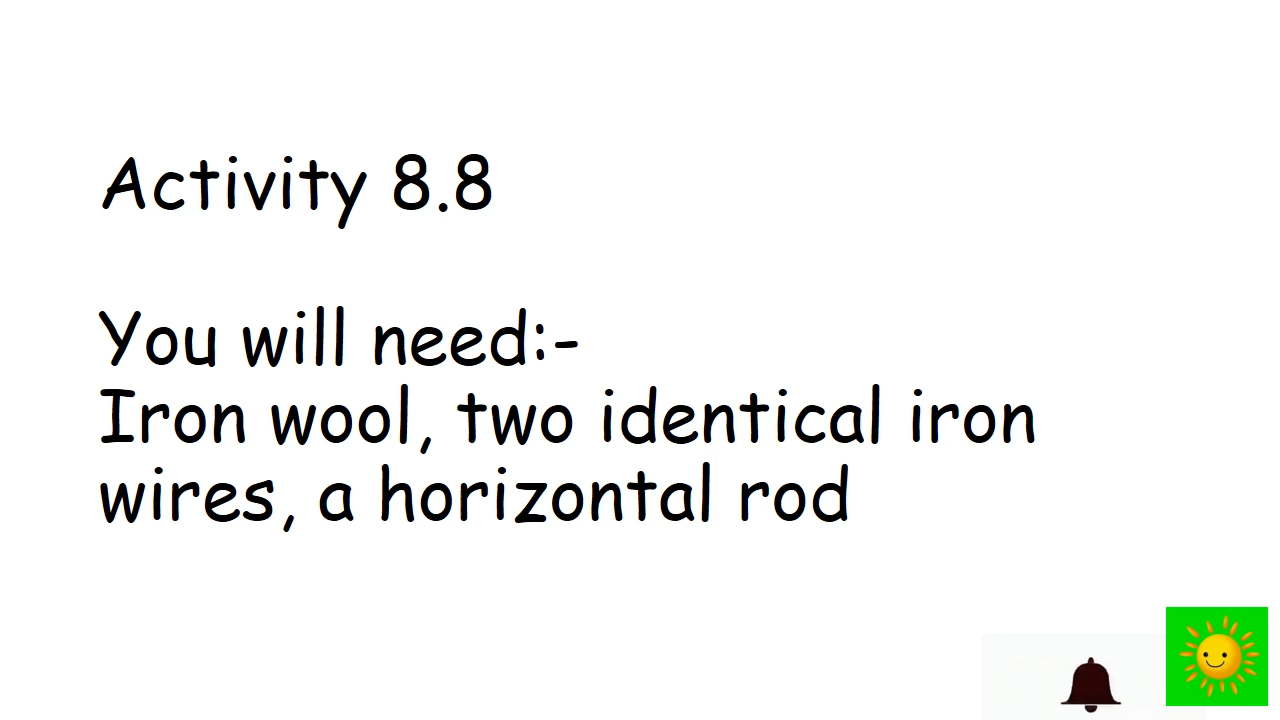 Activity 8.8
You will need:-
Iron wool, two identical iron
wires, a horizontal rod